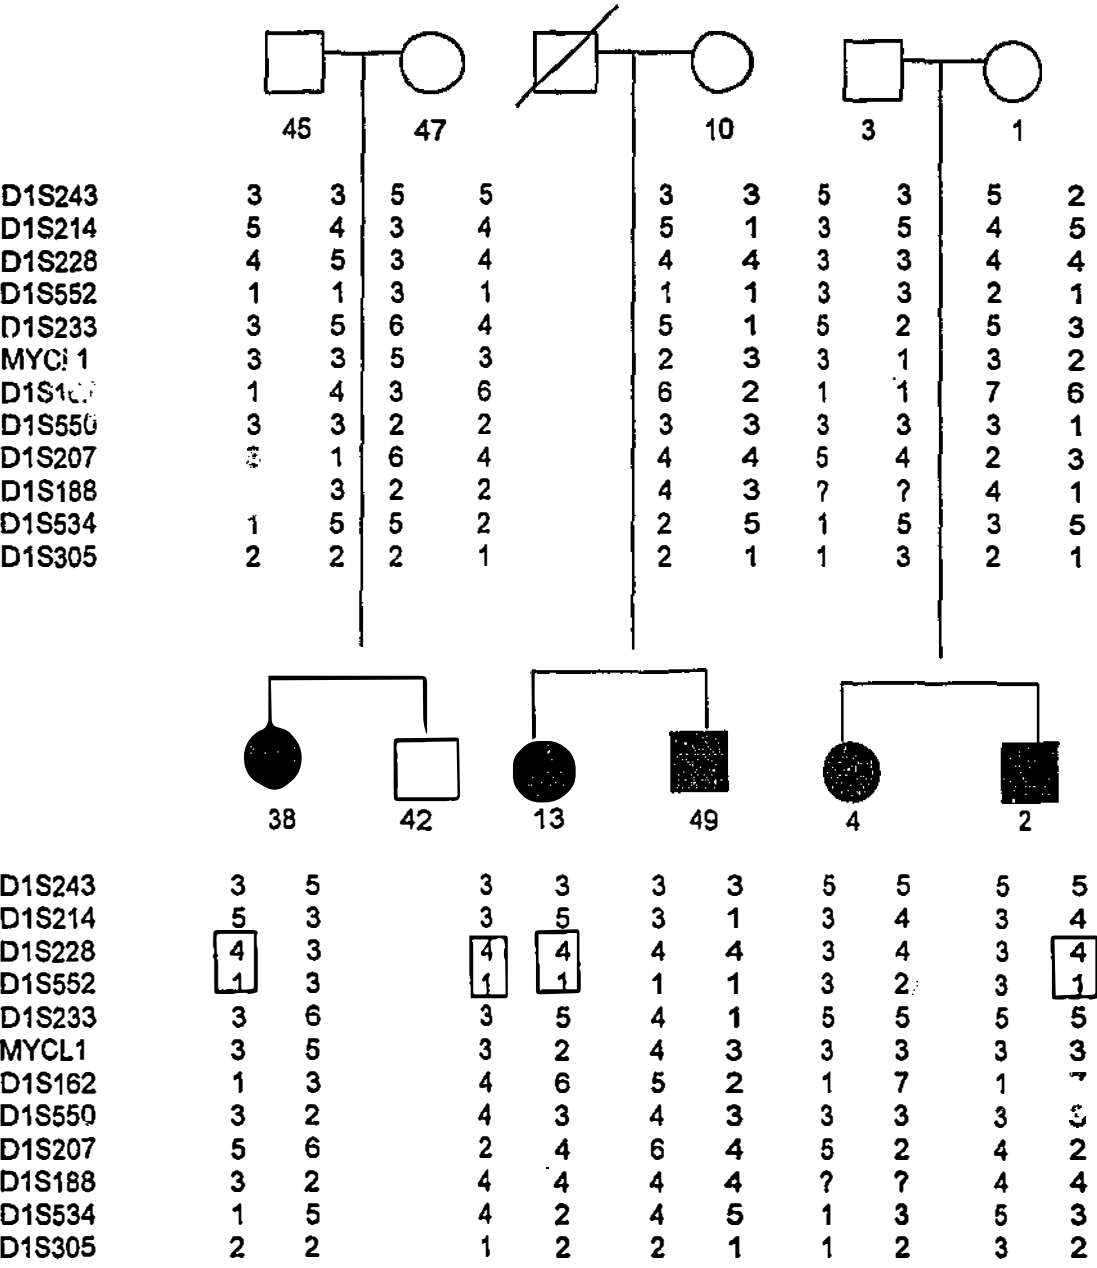 45 47 10 3 1
D1S243 3 3 5 5 3 3 5 3 5 2
D1S214 5 4 3 4 5 1 3 5 4 5
D1S228 4 5 3 4 4 4 3 3 4 4
D1S552 1 1 3 1 1 1 3 3 2 1
D1S233 3 5 6 4 5 1 5 2 5 3
MYCL1 3 3 5 3 2 3 3 1 3 2
1 4 3 6 6 2 1 1 7 6
D1S550 3 3 2 2 3 3 3 3 3 1
D1S207 1 6 4 4 4 5 4 2 3
D1S188 3 2 2 4 3 ? ? 4 1
D1S534 1 5 5 2 2 5 1 5 3 5
D1S305 2 2 2 1 2 1 1 3 2 1
38 42 13 49 4 2
D1S243 3 5 3 3 3 3 5 5 5 5
D1S214 5 3 3 5 3 1 3 4 3 4
D1S228 4 3 4 4 4 4 3 4 3 4
D1S552 1 3 1 1 1 1 3 2 3 1
D1S233 3 6 3 5 4 1 5 5 5 5
MYCL1 3 5 3 2 4 3 3 3 3 3
D1S162 1 3 4 6 5 2 1 7 1
D1S550 3 2 4 3 4 3 3 3 3
D1S207 5 6 2 4 6 4 5 2 4 2
D1S188 3 2 4 4 4 4 ? ? 4 4
D1S534 1 5 4 2 4 5 1 3 5 3
D1S305 2 2 1 2 2 1 1 2 3 2